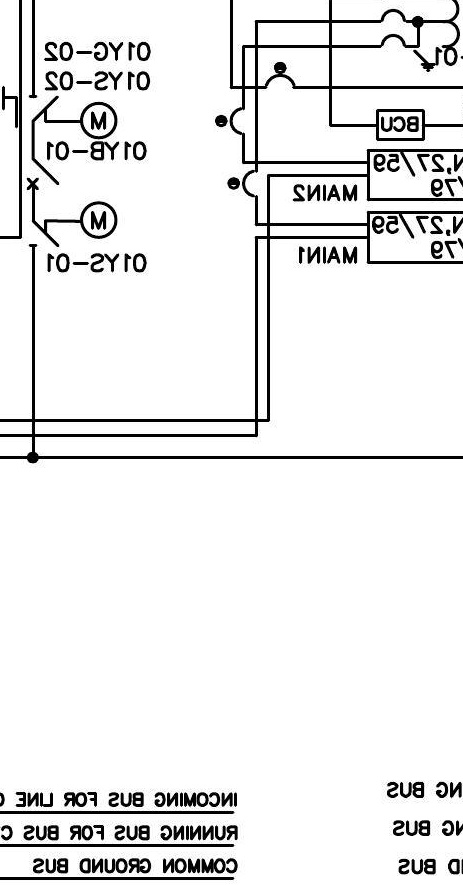 -01
01YG-02
01YS-02
M
BCU
01YB-01
N,27/59
/79
MAIN2
M
N,27/59
/79
MAIN1
01YS-01
INCOMING BUS FOR LINE
RUNNING BUS FOR BUS
COMMON GROUND BUS
NG BUS
NG BUS
D BUS